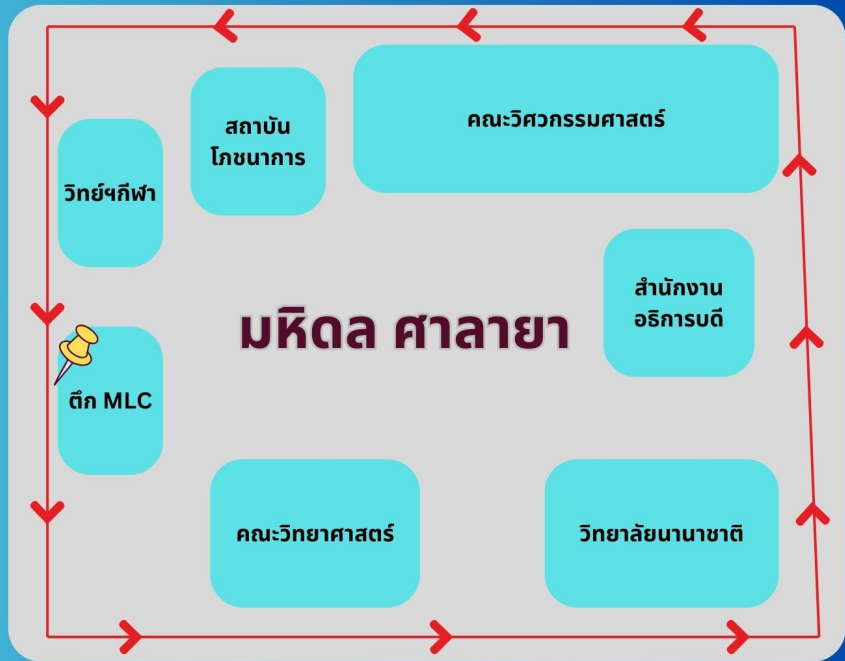 คณะวิศวกรรมศาสตร์
สถาบัน
โภชนาการ
วิทย์ฯกีฬา
สำนักงาน
อธิการบดี
มหิดล ศาลายา
ตึก MLC
คณะวิทยาศาสตร์
วิทยาลัยนานาชาติ